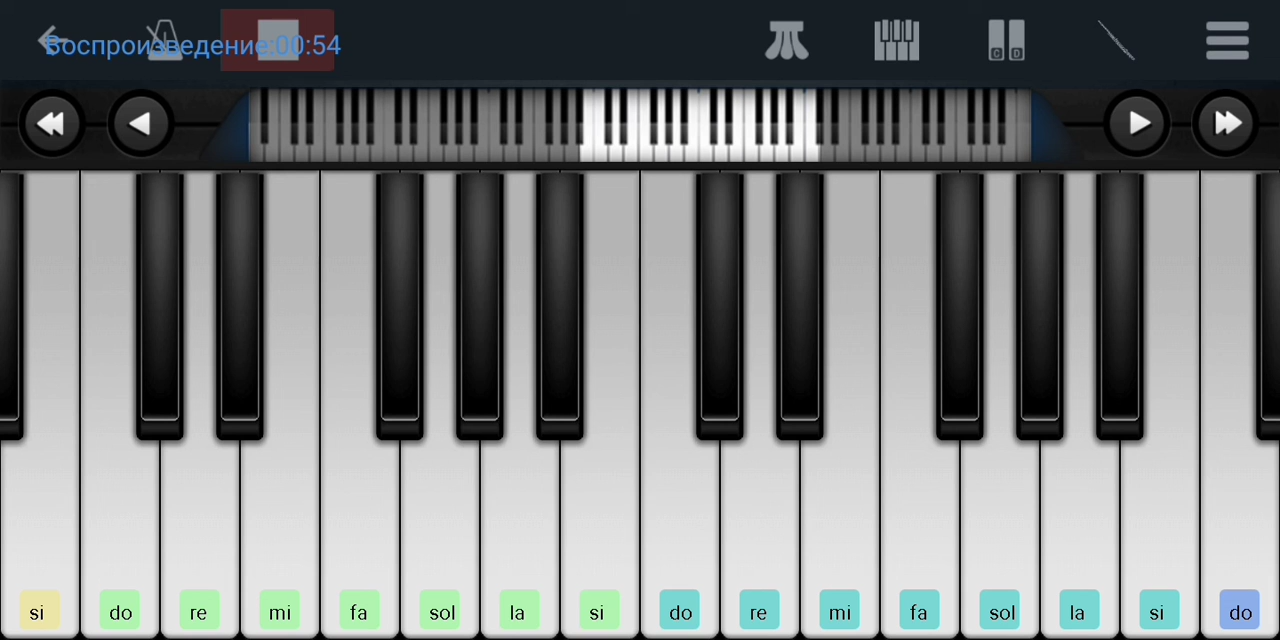 Воспроизведение:00:54
C D
si do re mi fa sol la si do re mi fa sol la si do